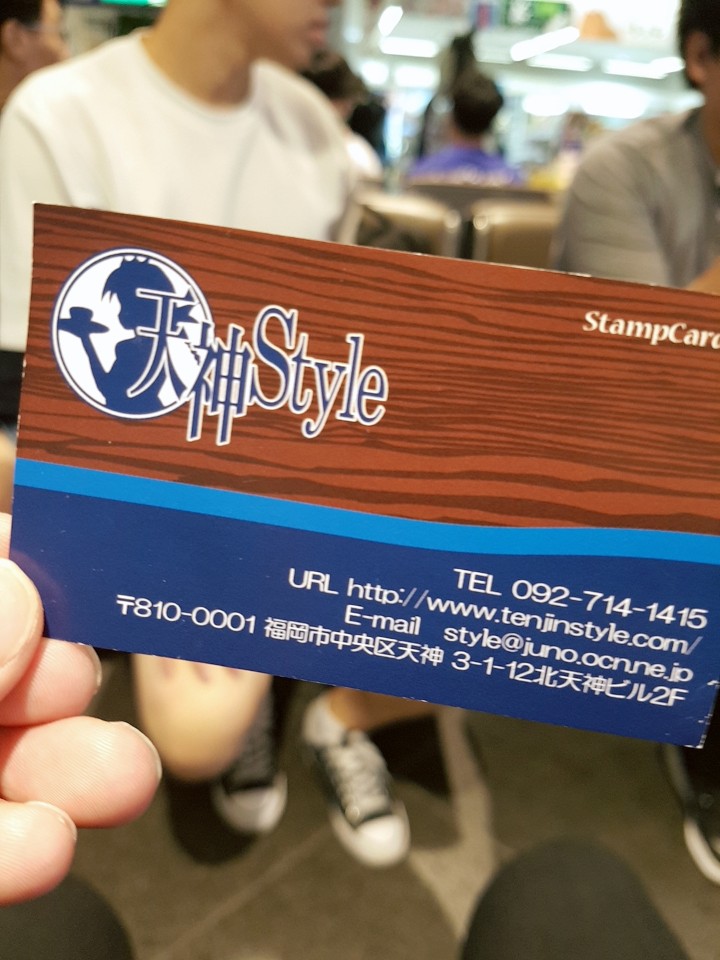 天神Style
StampCard
TEL 092-714-1415
URL http://www.tenjinstyle.com/
E-mail style@juno.ocn.ne.jp
〒810-0001 福岡市中央区天神 3-1-12北天神ビル2F